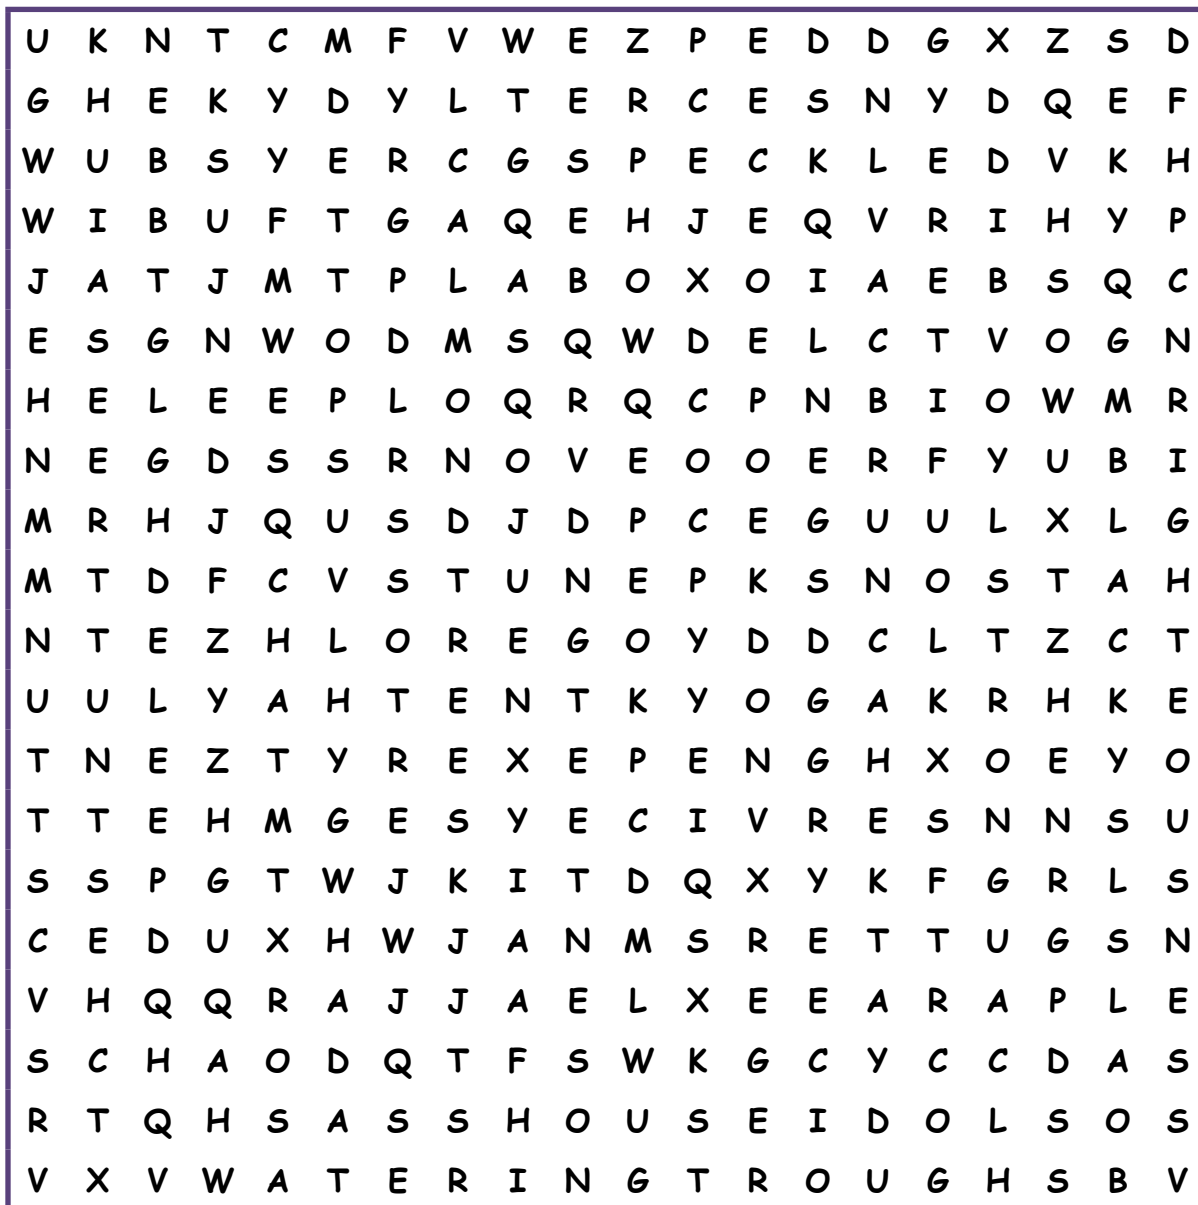 U K N T C M F V W E Z P E D D G X Z S D
G H E K Y D Y L T E R C E S N Y D Q E F
W U B S Y E R C G S P E C K L E D V K H
W I B U F T G A Q E H J E Q V R I H Y P
J A T J M T P L A B O X O I A E B S Q C
E S G N W O D M S Q W D E L C T V O G N
H E L E E P L O Q R Q C P N B I O W M R
N E G D S S R N O V E O O E R F Y U B I
M R H J Q U S D J D P C E G U U L X L G
M T D F C V S T U N E P K S N O S T A H
N T E Z H L O R E G O Y D D C L T Z C T
U U L Y A H T E N T K Y O G A K R H K E
T N E Z T Y R E X E P E N G H X O E Y O
T T E H M G E S Y E C I V R E S N N S U
S S P G T W J K I T D Q X Y K F G R L S
C E D U X H W J A N M S R E T T U G S N
V H Q Q R A J J A E L X E E A R A P L E
S C H A O D Q T F S W K G C Y C C D A S
R T Q H S A S S H O U S E I D O L S O S
V X V W A T E R I N G T R O U G H S B V